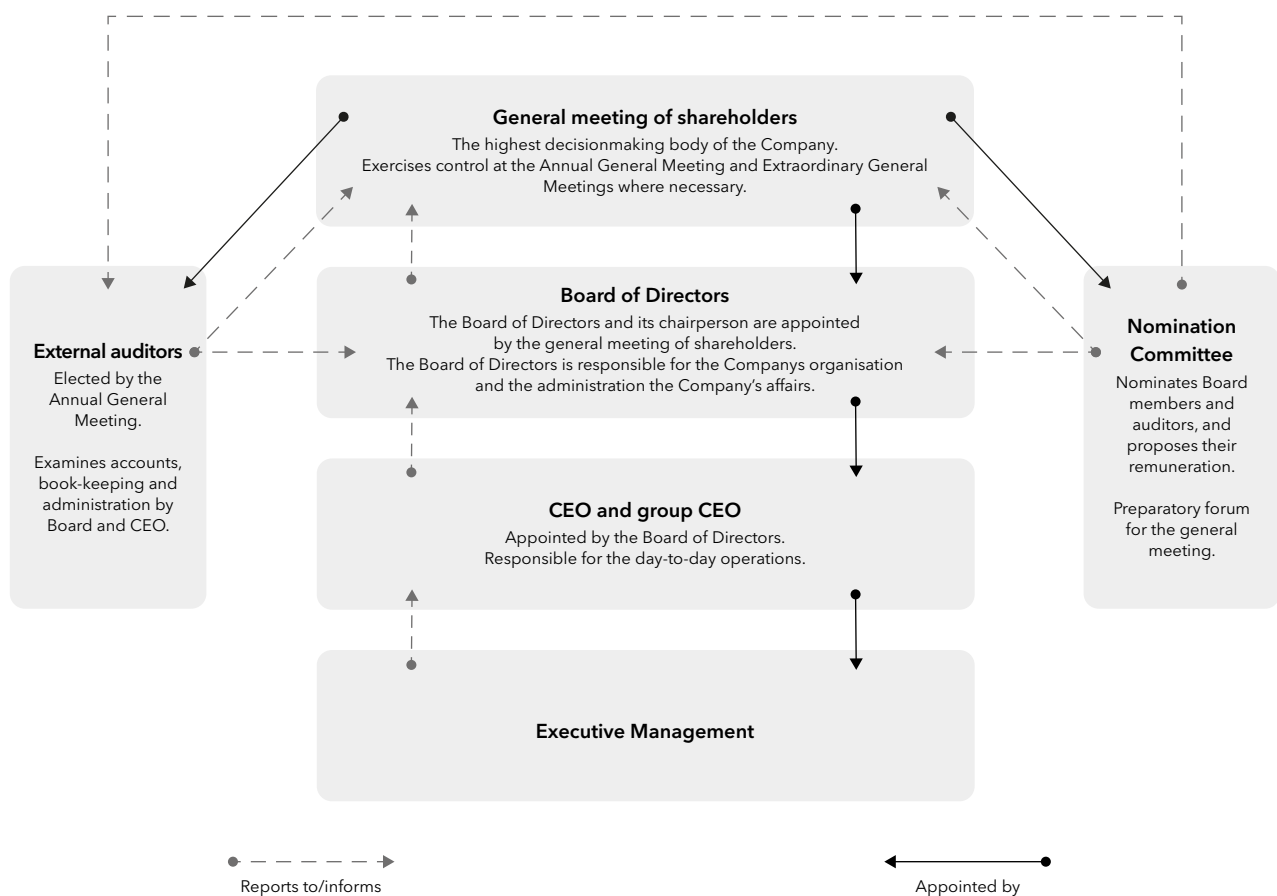 General meeting of shareholders
The highest decisionmaking body of the Company.
Exercises control at the Annual General Meeting and Extraordinary General
Meetings where necessary.
Board of Directors
The Board of Directors and its chairperson are appointed
by the general meeting of shareholders.
The Board of Directors is responsible for the Companys organisation
and the administration the Company’s affairs.
External auditors
Elected by the
Annual General
Meeting.
Examines accounts,
book-keeping and
administration by
Board and CEO.
Nomination
Committee
Nominates Board
members and
auditors, and
proposes their
remuneration.
Preparatory forum
for the general
meeting.
CEO and group CEO
Appointed by the Board of Directors.
Responsible for the day-to-day operations.
Executive Management
Reports to/informs
Appointed by